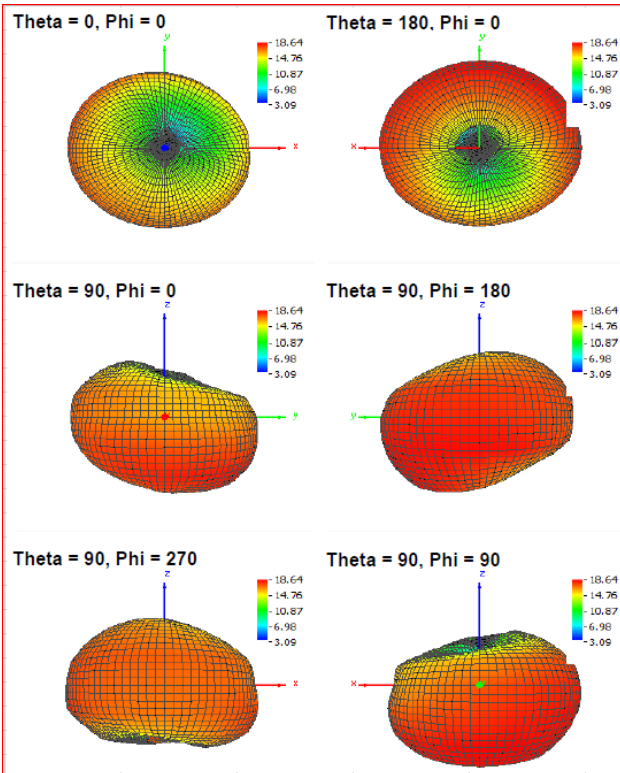 Theta = 0, Phi = 0
Theta = 180, Phi = 0
y
18.64
14.76
10.87
6.98
3.09
x
y
18.64
14.76
10.87
6.98
3.09
x
Theta = 90, Phi = 0
Theta = 90, Phi = 180
z
18.64
14.76
10.87
6.98
3.09
y
z
18.64
14.76
10.87
6.98
3.09
y
Theta = 90, Phi = 270
Theta = 90, Phi = 90
z
18.64
14.76
10.87
6.98
3.09
x
z
18.64
14.76
10.87
6.98
3.09
x